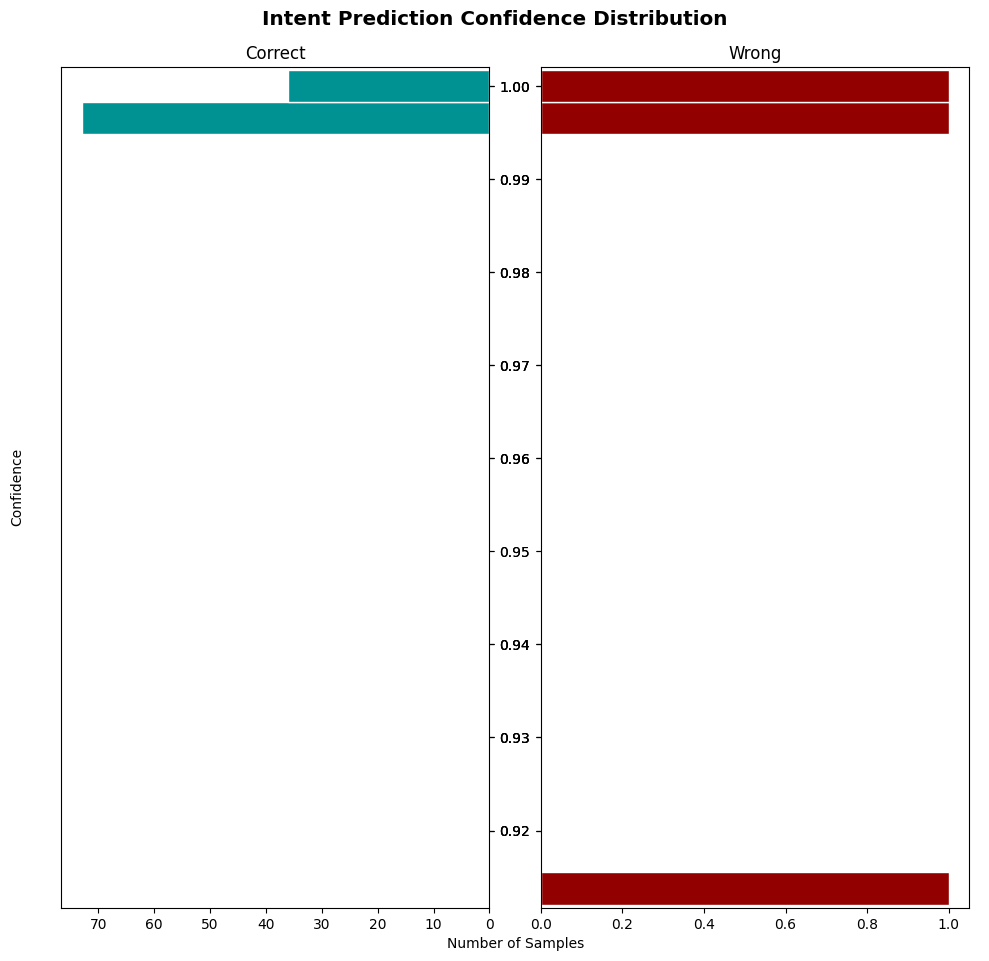 Intent Prediction Confidence Distribution
Correct
Wrong
Confidence
1.00
0.99
0.98
0.97
0.96
0.95
0.94
0.93
0.92
70 60 50 40 30 20 10 0
0.0 0.2 0.4 0.6 0.8 1.0
Number of Samples